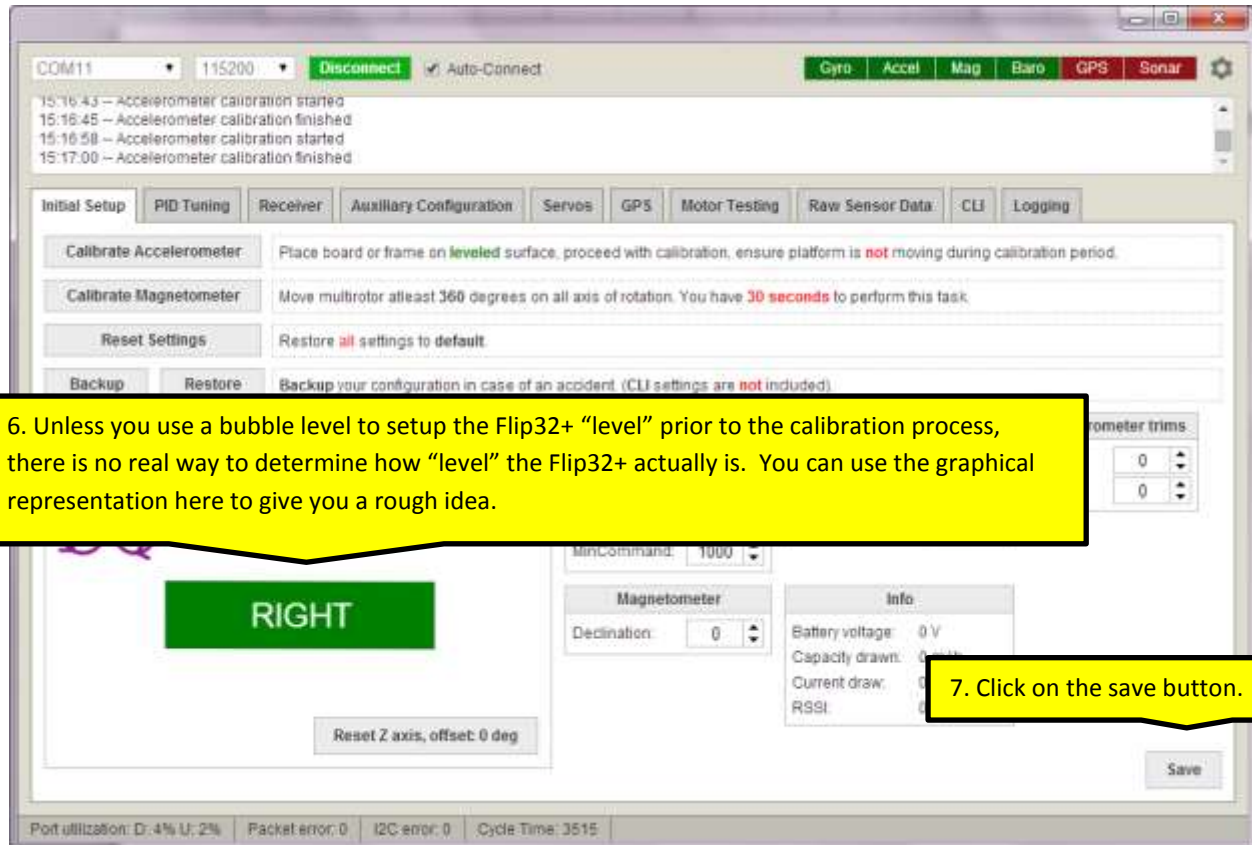 COM11 115200 Disconnect Auto-Connect Gyro Accel Mag Baro GPS Sonar
15:16:43 -- Accelerometer calibration started
15:16:45 -- Accelerometer calibration finished
15:16:58 -- Accelerometer calibration started
15:17:00 -- Accelerometer calibration finished
Initial Setup PID Tuning Receiver Auxiliary Configuration Servos GPS Motor Testing Raw Sensor Data CLI Logging
Calibrate Accelerometer Place board or frame on leveled surface, proceed with calibration, ensure platform is not moving during calibration period.
Calibrate Magnetometer Move multirotor atleast 360 degrees on all axis of rotation. You have 30 seconds to perform this task.
Reset Settings Restore all settings to default.
Backup Restore Backup your configuration in case of an accident. (CLI settings are not included).
6. Unless you use a bubble level to setup the Flip32+ “level” prior to the calibration process,
there is no real way to determine how “level” the Flip32+ actually is. You can use the graphical
representation here to give you a rough idea.
trims
0
0
MinCommand: 1000
RIGHT
Magnetometer
Declination: 0
Info
Battery voltage: 0 V
Capacity drawn:
Current draw:
RSSI:
7. Click on the save button.
Reset Z axis, offset: 0 deg
Save
Port utilization: D: 4% U: 2% Packet error: 0 I2C error: 0 Cycle Time: 3515